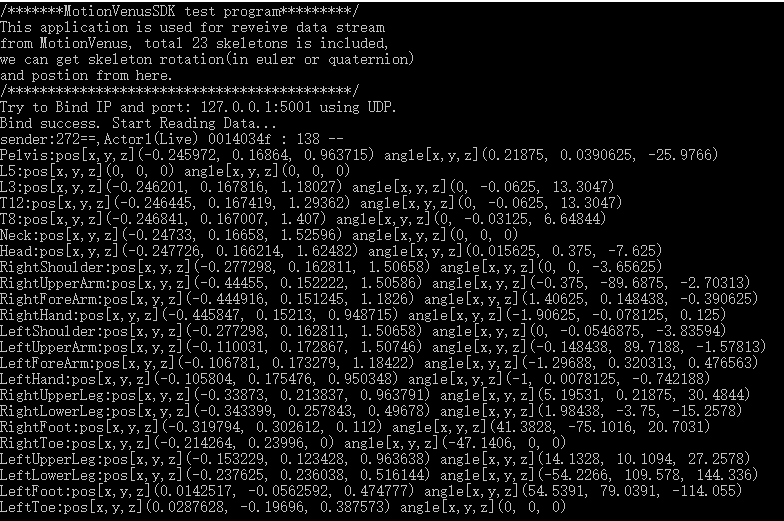 /*******MotionVenusSDK test program*********/
This application is used for reveive data stream
from MotionVenus, total 23 skeletons is included,
we can get skeleton rotation(in euler or quaternion)
and postion from here.
/*******************************************/
Try to Bind IP and port: 127.0.0.1:5001 using UDP.
Bind success. Start Reading Data...
sender:272==,Actor1(Live) 0014034f : 138 --
Pelvis:pos[x,y,z](-0.245972, 0.16864, 0.963715) angle[x,y,z](0.21875, 0.0390625, -25.9766)
L5:pos[x,y,z](0, 0, 0) angle[x,y,z](0, 0, 0)
L3:pos[x,y,z](-0.246201, 0.167816, 1.18027) angle[x,y,z](0, -0.0625, 13.3047)
T12:pos[x,y,z](-0.246445, 0.167419, 1.29362) angle[x,y,z](0, -0.0625, 13.3047)
T8:pos[x,y,z](-0.246841, 0.167007, 1.407) angle[x,y,z](0, -0.03125, 6.64844)
Neck:pos[x,y,z](-0.24733, 0.16658, 1.52596) angle[x,y,z](0, 0, 0)
Head:pos[x,y,z](-0.247726, 0.166214, 1.62482) angle[x,y,z](0.015625, 0.375, -7.625)
RightShoulder:pos[x,y,z](-0.277298, 0.162811, 1.50658) angle[x,y,z](0, 0, -3.65625)
RightUpperArm:pos[x,y,z](-0.44455, 0.152222, 1.50586) angle[x,y,z](-0.375, -89.6875, -2.70313)
RightForeArm:pos[x,y,z](-0.444916, 0.151245, 1.1826) angle[x,y,z](1.40625, 0.148438, -0.390625)
RightHand:pos[x,y,z](-0.445847, 0.15213, 0.948715) angle[x,y,z](-1.90625, -0.078125, 0.125)
LeftShoulder:pos[x,y,z](-0.277298, 0.162811, 1.50658) angle[x,y,z](0, -0.0546875, -3.83594)
LeftUpperArm:pos[x,y,z](-0.110031, 0.172867, 1.50746) angle[x,y,z](-0.148438, 89.7188, -1.57813)
LeftForeArm:pos[x,y,z](-0.106781, 0.173279, 1.18422) angle[x,y,z](-1.29688, 0.320313, 0.476563)
LeftHand:pos[x,y,z](-0.105804, 0.175476, 0.950348) angle[x,y,z](-1, 0.0078125, -0.742188)
RightUpperLeg:pos[x,y,z](-0.33873, 0.213837, 0.963791) angle[x,y,z](5.19531, 0.21875, 30.4844)
RightLowerLeg:pos[x,y,z](-0.343399, 0.257843, 0.49678) angle[x,y,z](1.98438, -3.75, -15.2578)
RightFoot:pos[x,y,z](-0.319794, 0.302612, 0.112) angle[x,y,z](41.3828, -75.1016, 20.7031)
RightToe:pos[x,y,z](-0.214264, 0.23996, 0) angle[x,y,z](-47.1406, 0, 0)
LeftUpperLeg:pos[x,y,z](-0.153229, 0.123428, 0.963638) angle[x,y,z](14.1328, 10.1094, 27.2578)
LeftLowerLeg:pos[x,y,z](-0.237625, 0.236038, 0.516144) angle[x,y,z](-54.2266, 109.578, 144.336)
LeftFoot:pos[x,y,z](0.0142517, -0.0562592, 0.474777) angle[x,y,z](54.5391, 79.0391, -114.055)
LeftToe:pos[x,y,z](0.0287628, -0.19696, 0.387573) angle[x,y,z](0, 0, 0)